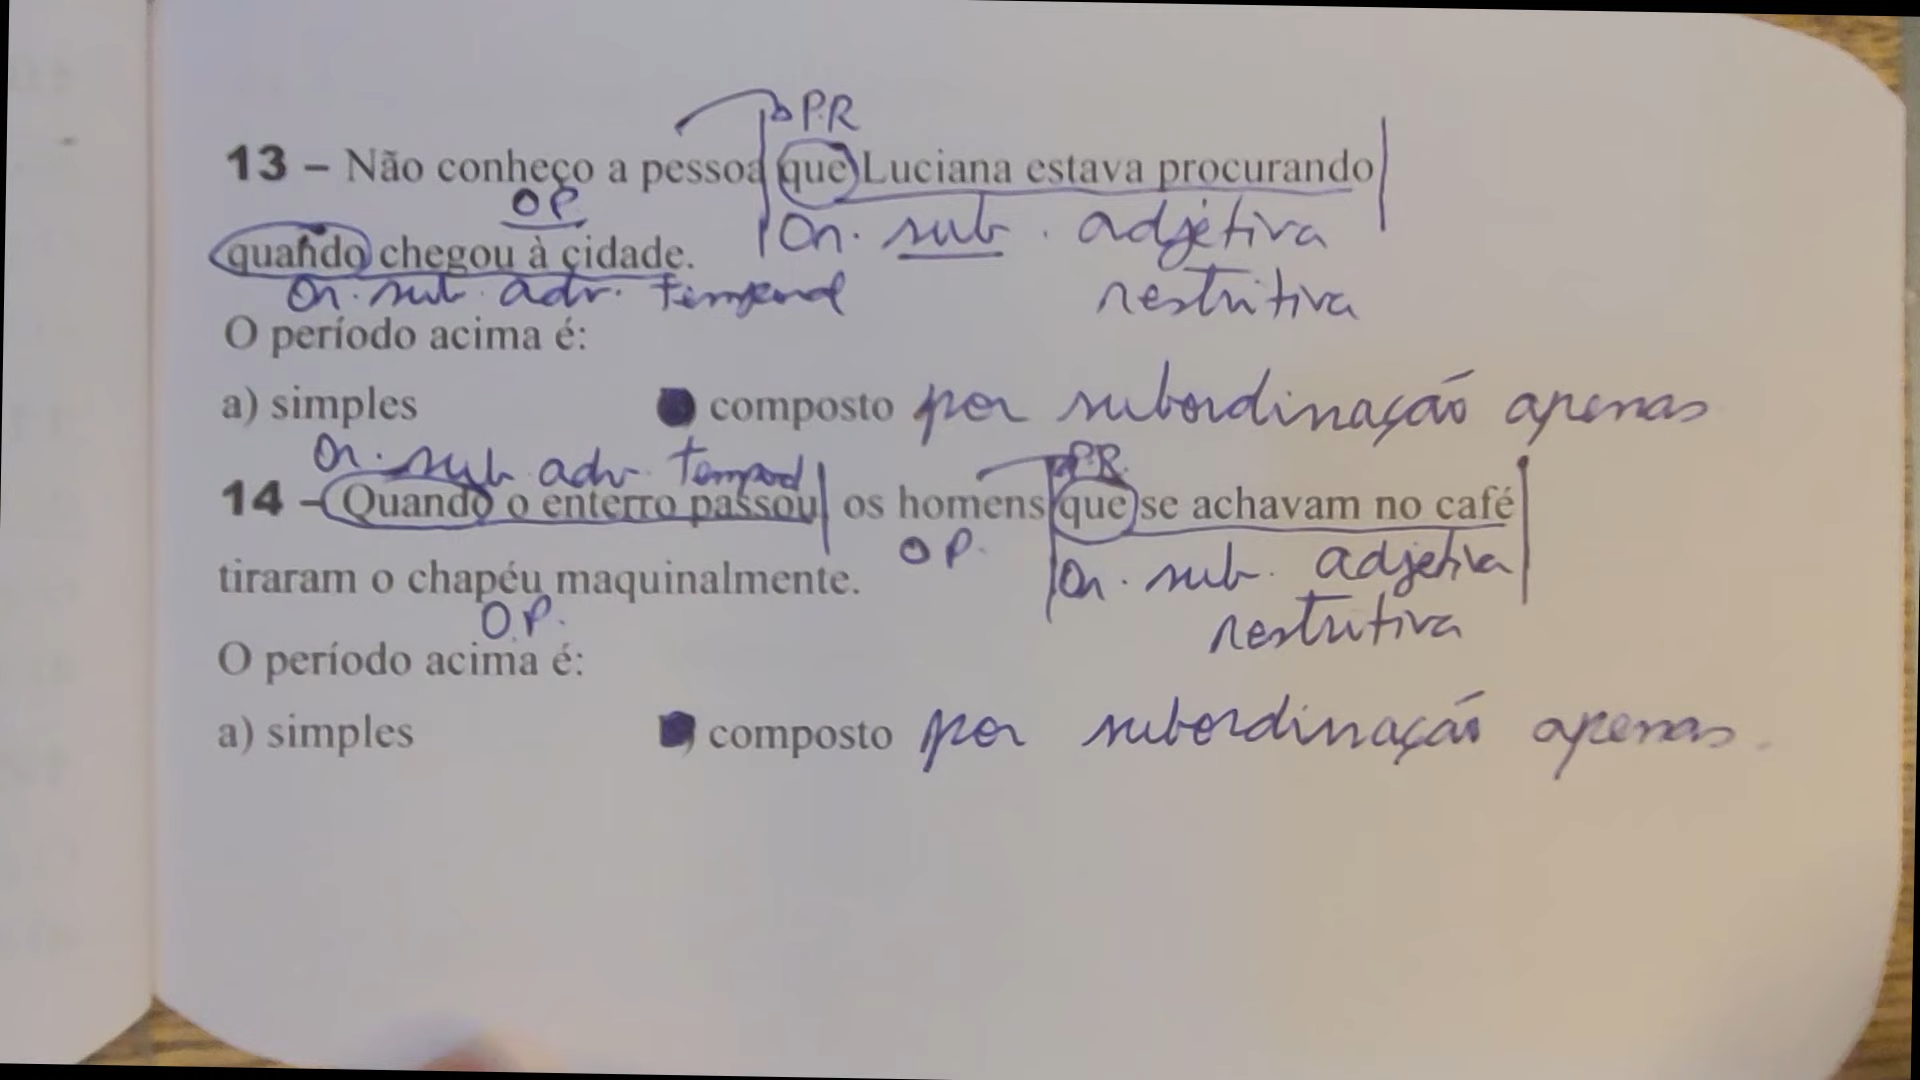 P.R
13 – Não conheço a pessoa que Luciana estava procurando
OP
Or. sub. adjetiva
quando chegou à cidade.
Or. sub. adv. temporal
restritiva
O período acima é:
a) simples composto por subordinação apenas
Or. sub adv temporal P.R.
14 – Quando o enterro passou os homens que se achavam no café
O P.
Or. sub. adjetiva
tiraram o chapéu maquinalmente.
O.P.
restritiva
O período acima é:
a) simples composto por subordinação apenas.